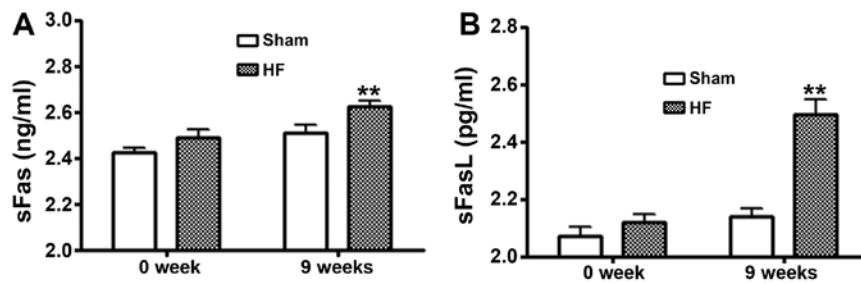 A
sFas (ng/ml)
3.0
2.8
2.6
2.4
2.2
2.0
Sham
HF
**
0 week
9 weeks
B
sFasL (pg/ml)
2.8
2.6
2.4
2.2
2.0
Sham
HF
**
0 week
9 weeks